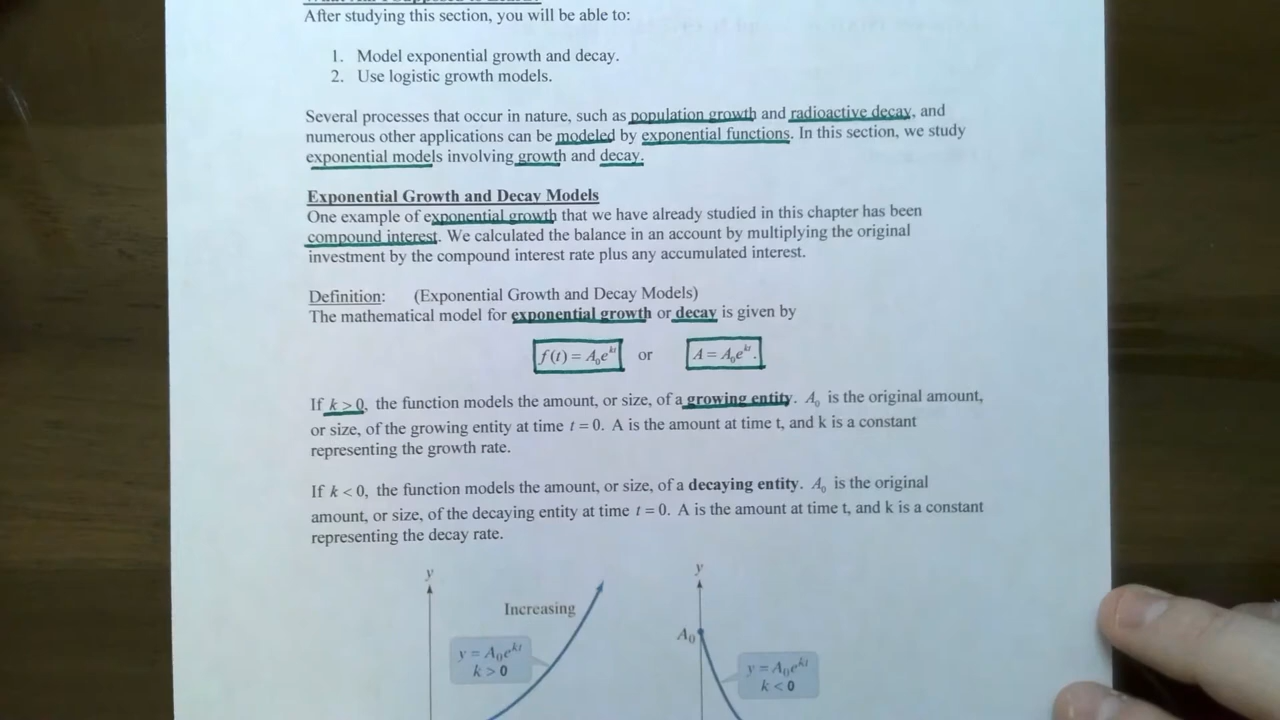 After studying this section, you will be able to:
1. Model exponential growth and decay.
2. Use logistic growth models.
Several processes that occur in nature, such as population growth and radioactive decay, and
numerous other applications can be modeled by exponential functions. In this section, we study
exponential models involving growth and decay.
Exponential Growth and Decay Models
One example of exponential growth that we have already studied in this chapter has been
compound interest. We calculated the balance in an account by multiplying the original
investment by the compound interest rate plus any accumulated interest.
Definition: (Exponential Growth and Decay Models)
The mathematical model for exponential growth or decay is given by
f(t) = A₀eᵏᵗ or A = A₀eᵏᵗ.
If k > 0, the function models the amount, or size, of a growing entity. A₀ is the original amount,
or size, of the growing entity at time t = 0. A is the amount at time t, and k is a constant
representing the growth rate.
If k < 0, the function models the amount, or size, of a decaying entity. A₀ is the original
amount, or size, of the decaying entity at time t = 0. A is the amount at time t, and k is a constant
representing the decay rate.
y
y
Increasing
A₀
y = A₀eᵏᵗ
k > 0
y = A₀eᵏᵗ
k < 0